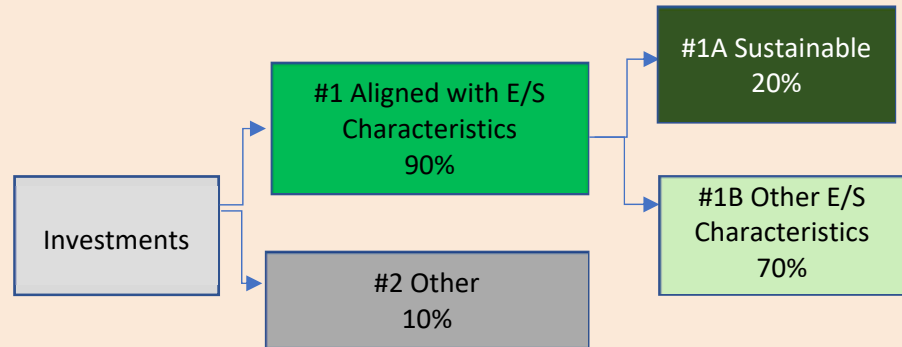 Investments
#1 Aligned with E/S
Characteristics
90%
#2 Other
10%
#1A Sustainable
20%
#1B Other E/S
Characteristics
70%